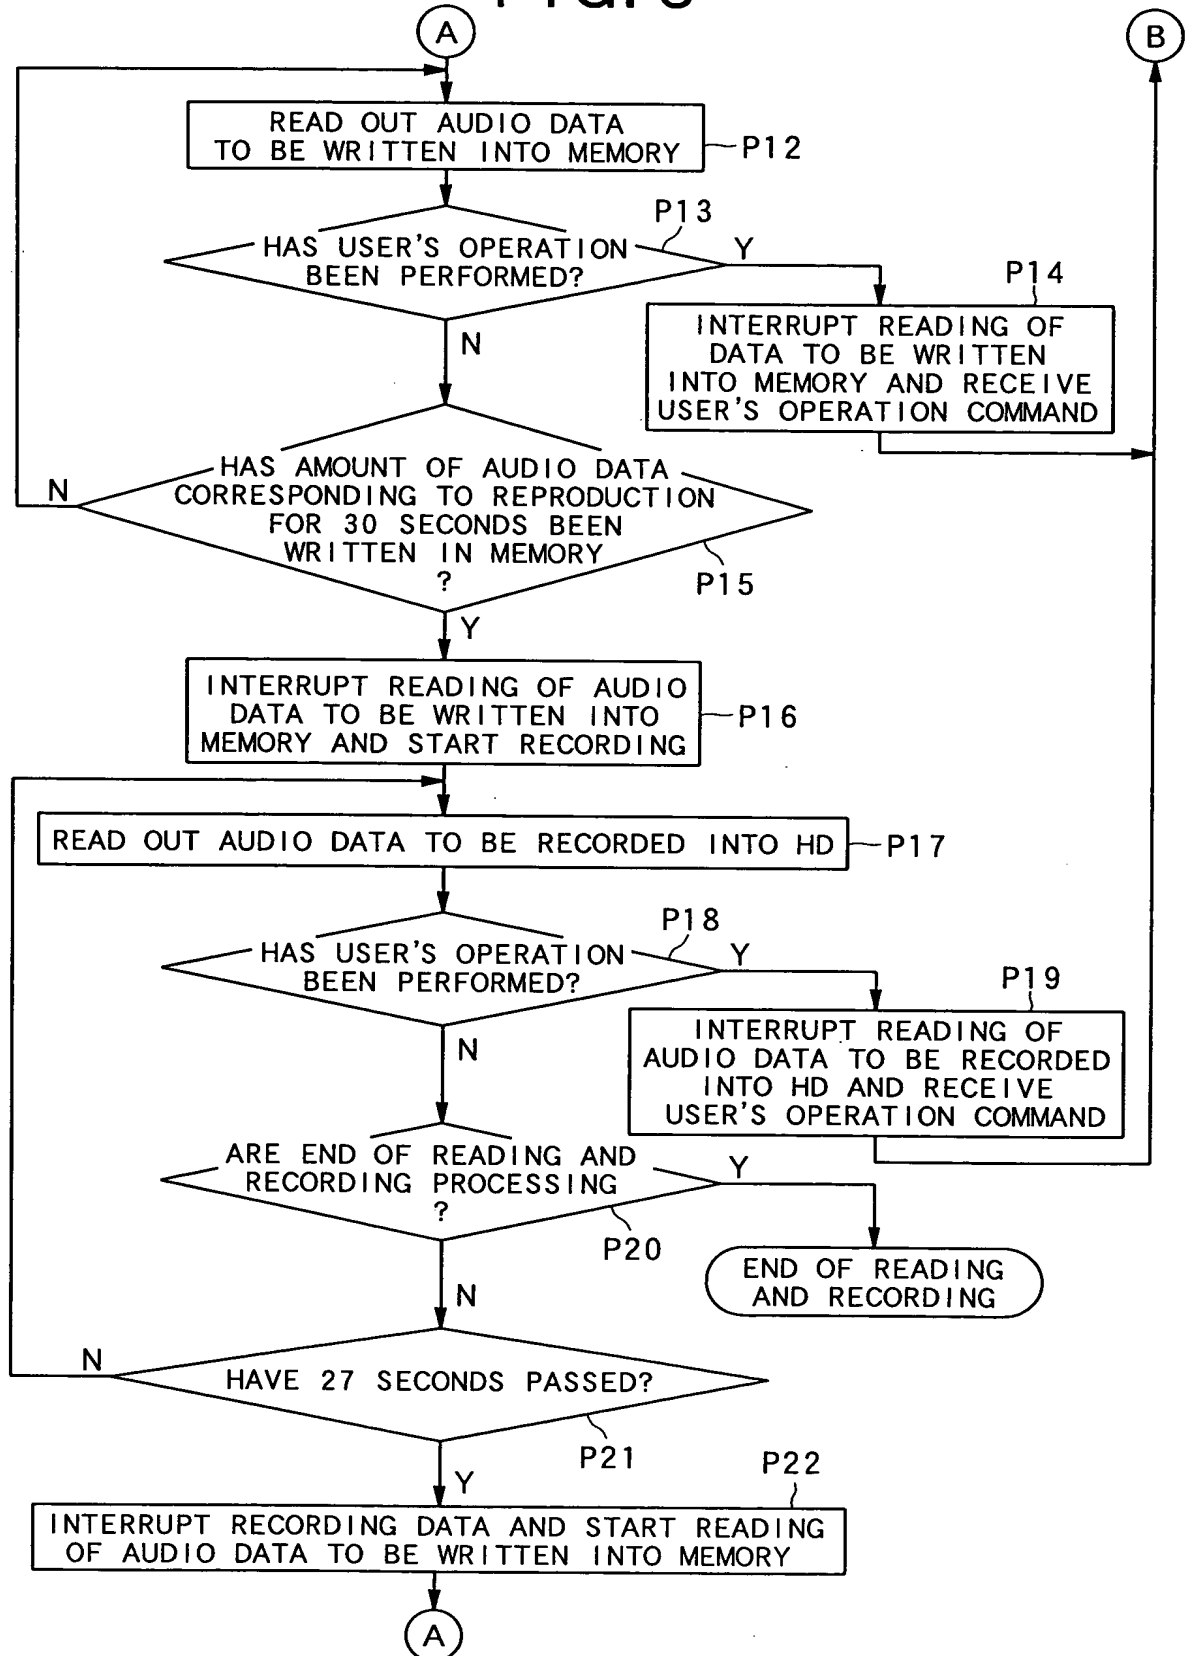 A
B
READ OUT AUDIO DATA
TO BE WRITTEN INTO MEMORY
P12
P13
HAS USER'S OPERATION
BEEN PERFORMED?
Y
N
P14
INTERRUPT READING OF
DATA TO BE WRITTEN
INTO MEMORY AND RECEIVE
USER'S OPERATION COMMAND
HAS AMOUNT OF AUDIO DATA
CORRESPONDING TO REPRODUCTION
FOR 30 SECONDS BEEN
WRITTEN IN MEMORY
?
N
P15
Y
INTERRUPT READING OF AUDIO
DATA TO BE WRITTEN INTO
MEMORY AND START RECORDING
P16
READ OUT AUDIO DATA TO BE RECORDED INTO HD
P17
P18
HAS USER'S OPERATION
BEEN PERFORMED?
Y
N
P19
INTERRUPT READING OF
AUDIO DATA TO BE RECORDED
INTO HD AND RECEIVE
USER'S OPERATION COMMAND
ARE END OF READING AND
RECORDING PROCESSING
?
Y
P20
N
END OF READING
AND RECORDING
HAVE 27 SECONDS PASSED?
N
P21
Y
P22
INTERRUPT RECORDING DATA AND START READING
OF AUDIO DATA TO BE WRITTEN INTO MEMORY
A